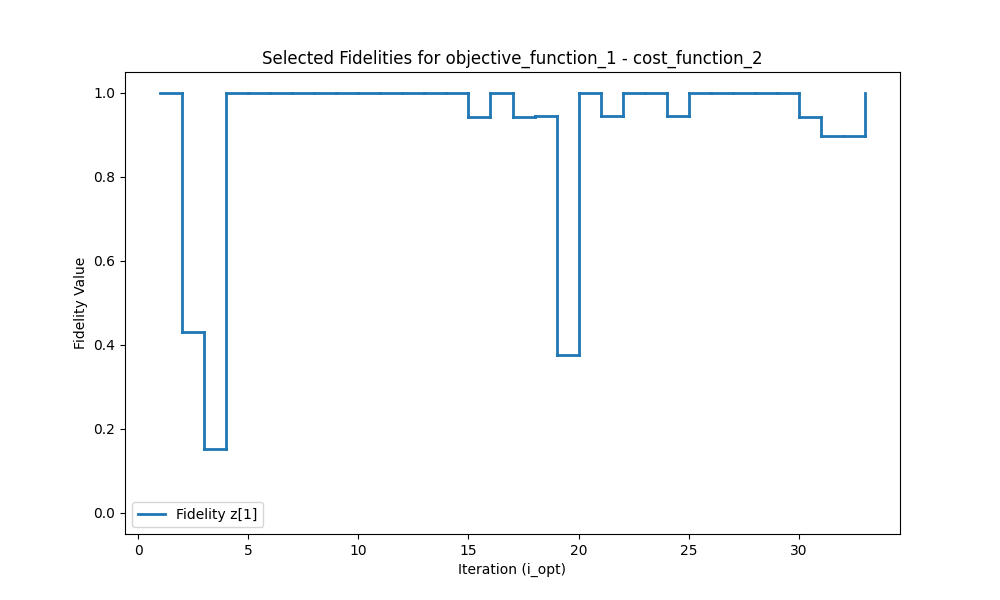 Selected Fidelities for objective_function_1 - cost_function_2
Fidelity Value
1.0
0.8
0.6
0.4
0.2
0.0
Fidelity z[1]
0 5 10 15 20 25 30
Iteration (i_opt)